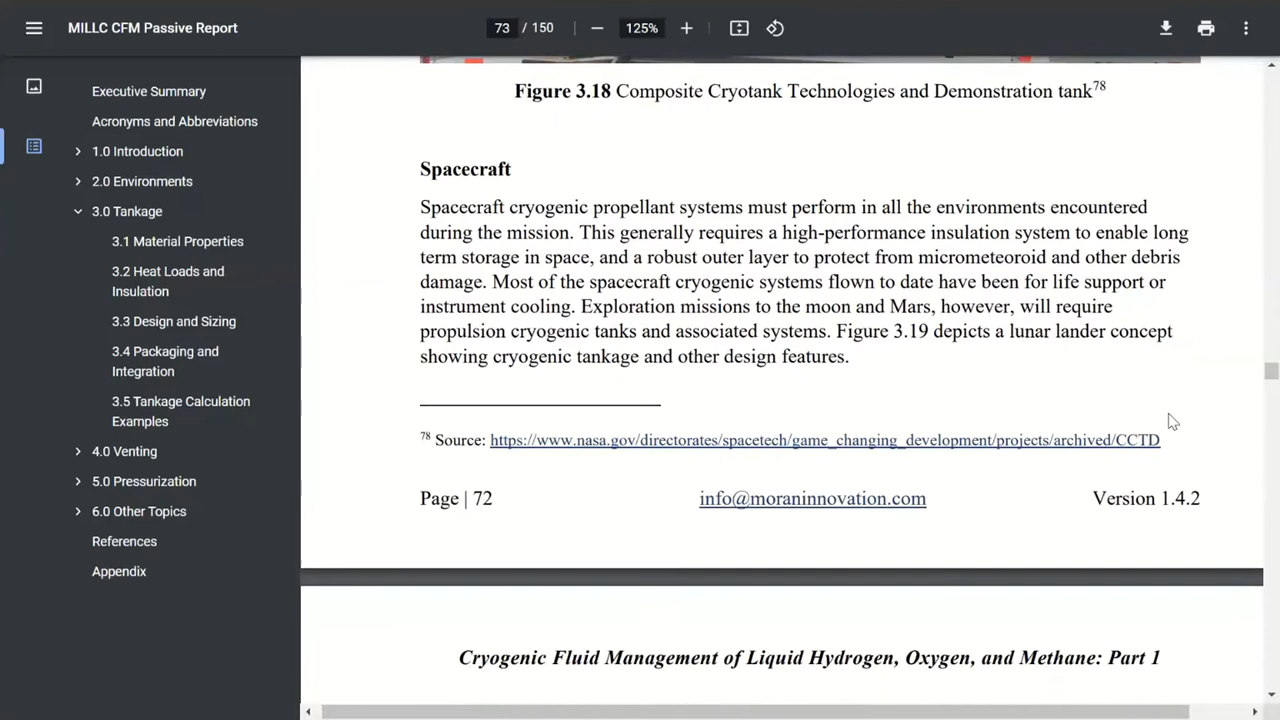 MILLC CFM Passive Report
73 / 150
125%
Executive Summary
Acronyms and Abbreviations
1.0 Introduction
2.0 Environments
3.0 Tankage
3.1 Material Properties
3.2 Heat Loads and
Insulation
3.3 Design and Sizing
3.4 Packaging and
Integration
3.5 Tankage Calculation
Examples
4.0 Venting
5.0 Pressurization
6.0 Other Topics
References
Appendix
Figure 3.18 Composite Cryotank Technologies and Demonstration tank78
Spacecraft
Spacecraft cryogenic propellant systems must perform in all the environments encountered
during the mission. This generally requires a high-performance insulation system to enable long
term storage in space, and a robust outer layer to protect from micrometeoroid and other debris
damage. Most of the spacecraft cryogenic systems flown to date have been for life support or
instrument cooling. Exploration missions to the moon and Mars, however, will require
propulsion cryogenic tanks and associated systems. Figure 3.19 depicts a lunar lander concept
showing cryogenic tankage and other design features.
78 Source: https://www.nasa.gov/directorates/spacetech/game_changing_development/projects/archived/CCTD
Page | 72 info@moraninnovation.com Version 1.4.2
Cryogenic Fluid Management of Liquid Hydrogen, Oxygen, and Methane: Part 1